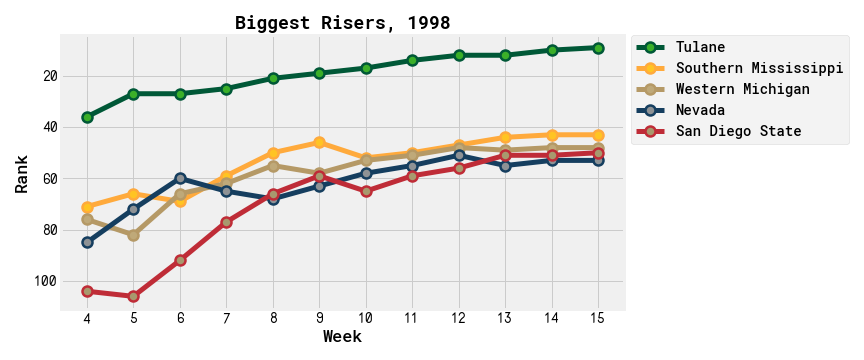 Biggest Risers, 1998
Tulane
Southern Mississippi
Western Michigan
Nevada
San Diego State
Rank
20
40
60
80
100
4 5 6 7 8 9 10 11 12 13 14 15
Week